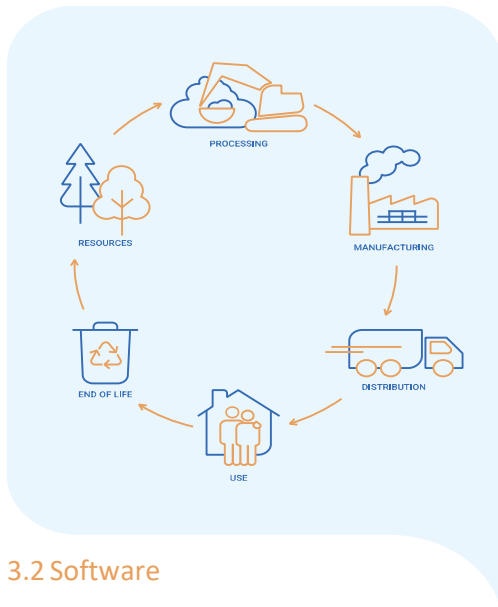 PROCESSING
RESOURCES
MANUFACTURING
END OF LIFE
DISTRIBUTION
USE
3.2 Software